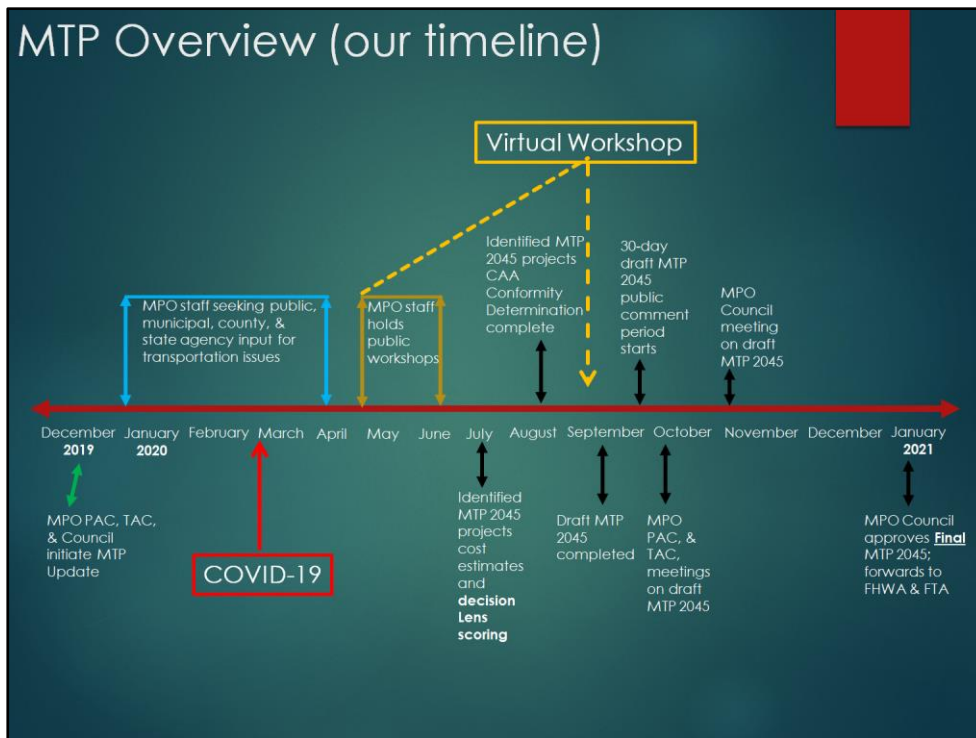 MTP Overview (our timeline)
Virtual Workshop
Identified MTP
2045 projects
CAA
Conformity
Determination
complete
30-day
draft MTP
2045
public
comment
period
starts
MPO
Council
meeting
on draft
MTP 2045
MPO staff seeking public,
municipal, county, &
state agency input for
transportation issues
MPO staff
holds
public
workshops
December
2019
January
2020
February
March
April
May
June
July
August
September
October
November
December
January
2021
MPO PAC, TAC,
& Council
initiate MTP
Update
COVID-19
Identified
MTP 2045
projects
cost
estimates
and
decision
Lens
scoring
Draft MTP
2045
completed
MPO
PAC, &
TAC,
meetings
on draft
MTP 2045
MPO Council
approves Final
MTP 2045;
forwards to
FHWA & FTA